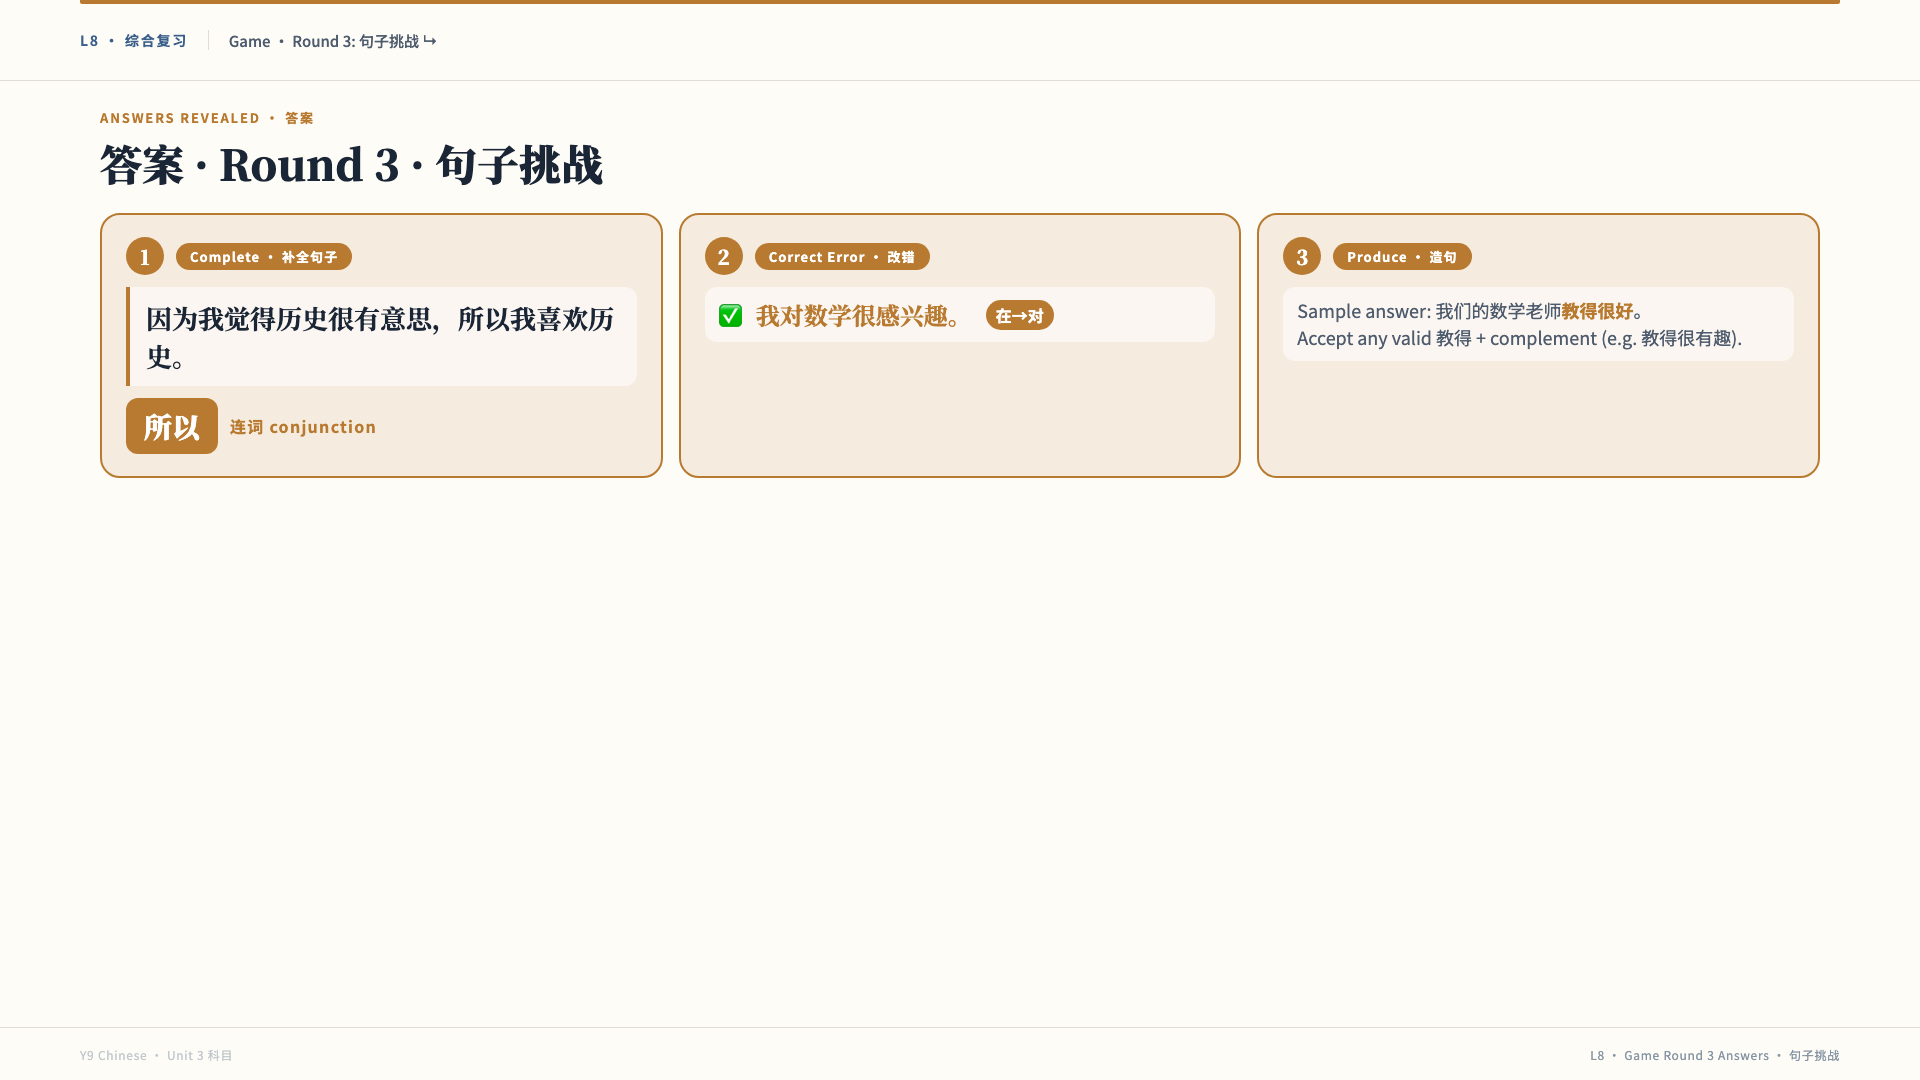 L8 • 综合复习
Game • Round 3: 句子挑战 ↪
ANSWERS REVEALED • 答案
答案 · Round 3 · 句子挑战
1
Complete • 补全句子
因为我觉得历史很有意思，所以我喜欢历
史。
所以
连词 conjunction
2
Correct Error • 改错
✅ 我对数学很感兴趣。
在→对
3
Produce • 造句
Sample answer: 我们的数学老师教得很好。
Accept any valid 教得 + complement (e.g. 教得很有趣).
Y9 Chinese • Unit 3 科目
L8 • Game Round 3 Answers • 句子挑战